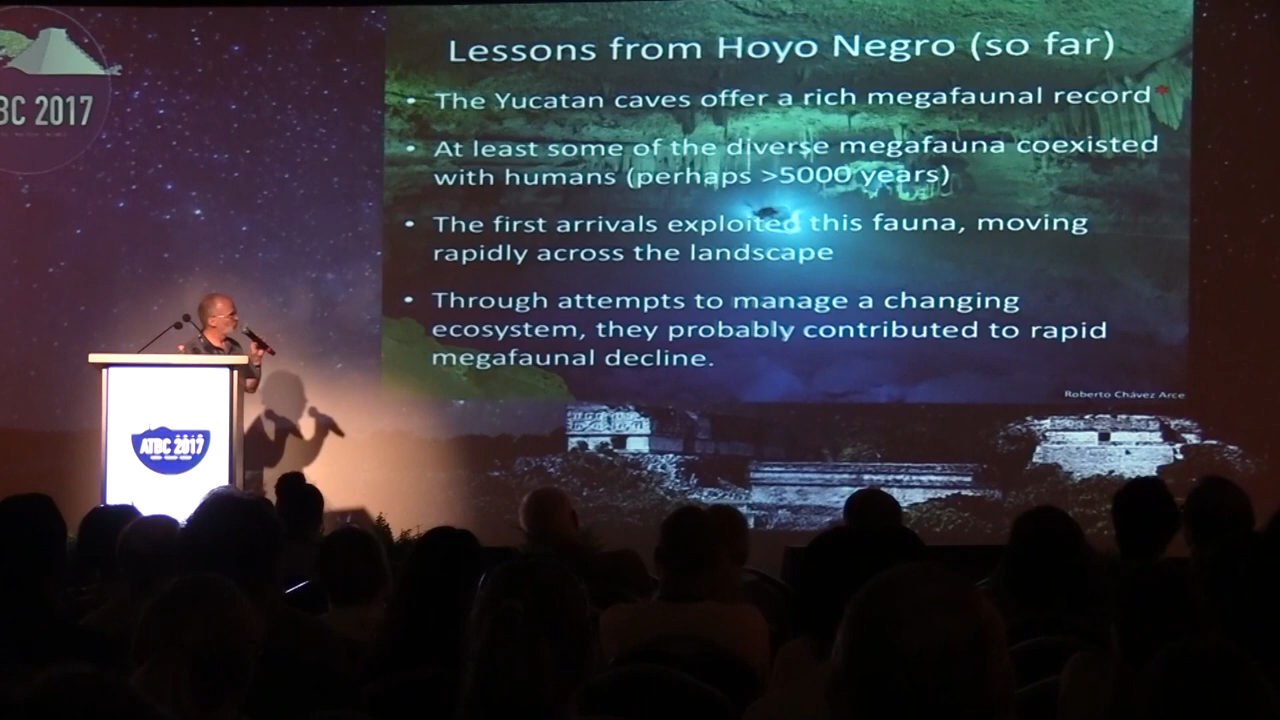 BC 2017
Lessons from Hoyo Negro (so far)
• The Yucatan caves offer a rich megafaunal record*
• At least some of the diverse megafauna coexisted
with humans (perhaps >5000 years)
• The first arrivals exploited this fauna, moving
rapidly across the landscape
• Through attempts to manage a changing
ecosystem, they probably contributed to rapid
megafaunal decline.
Roberto Chávez Arce
ATBC 2017